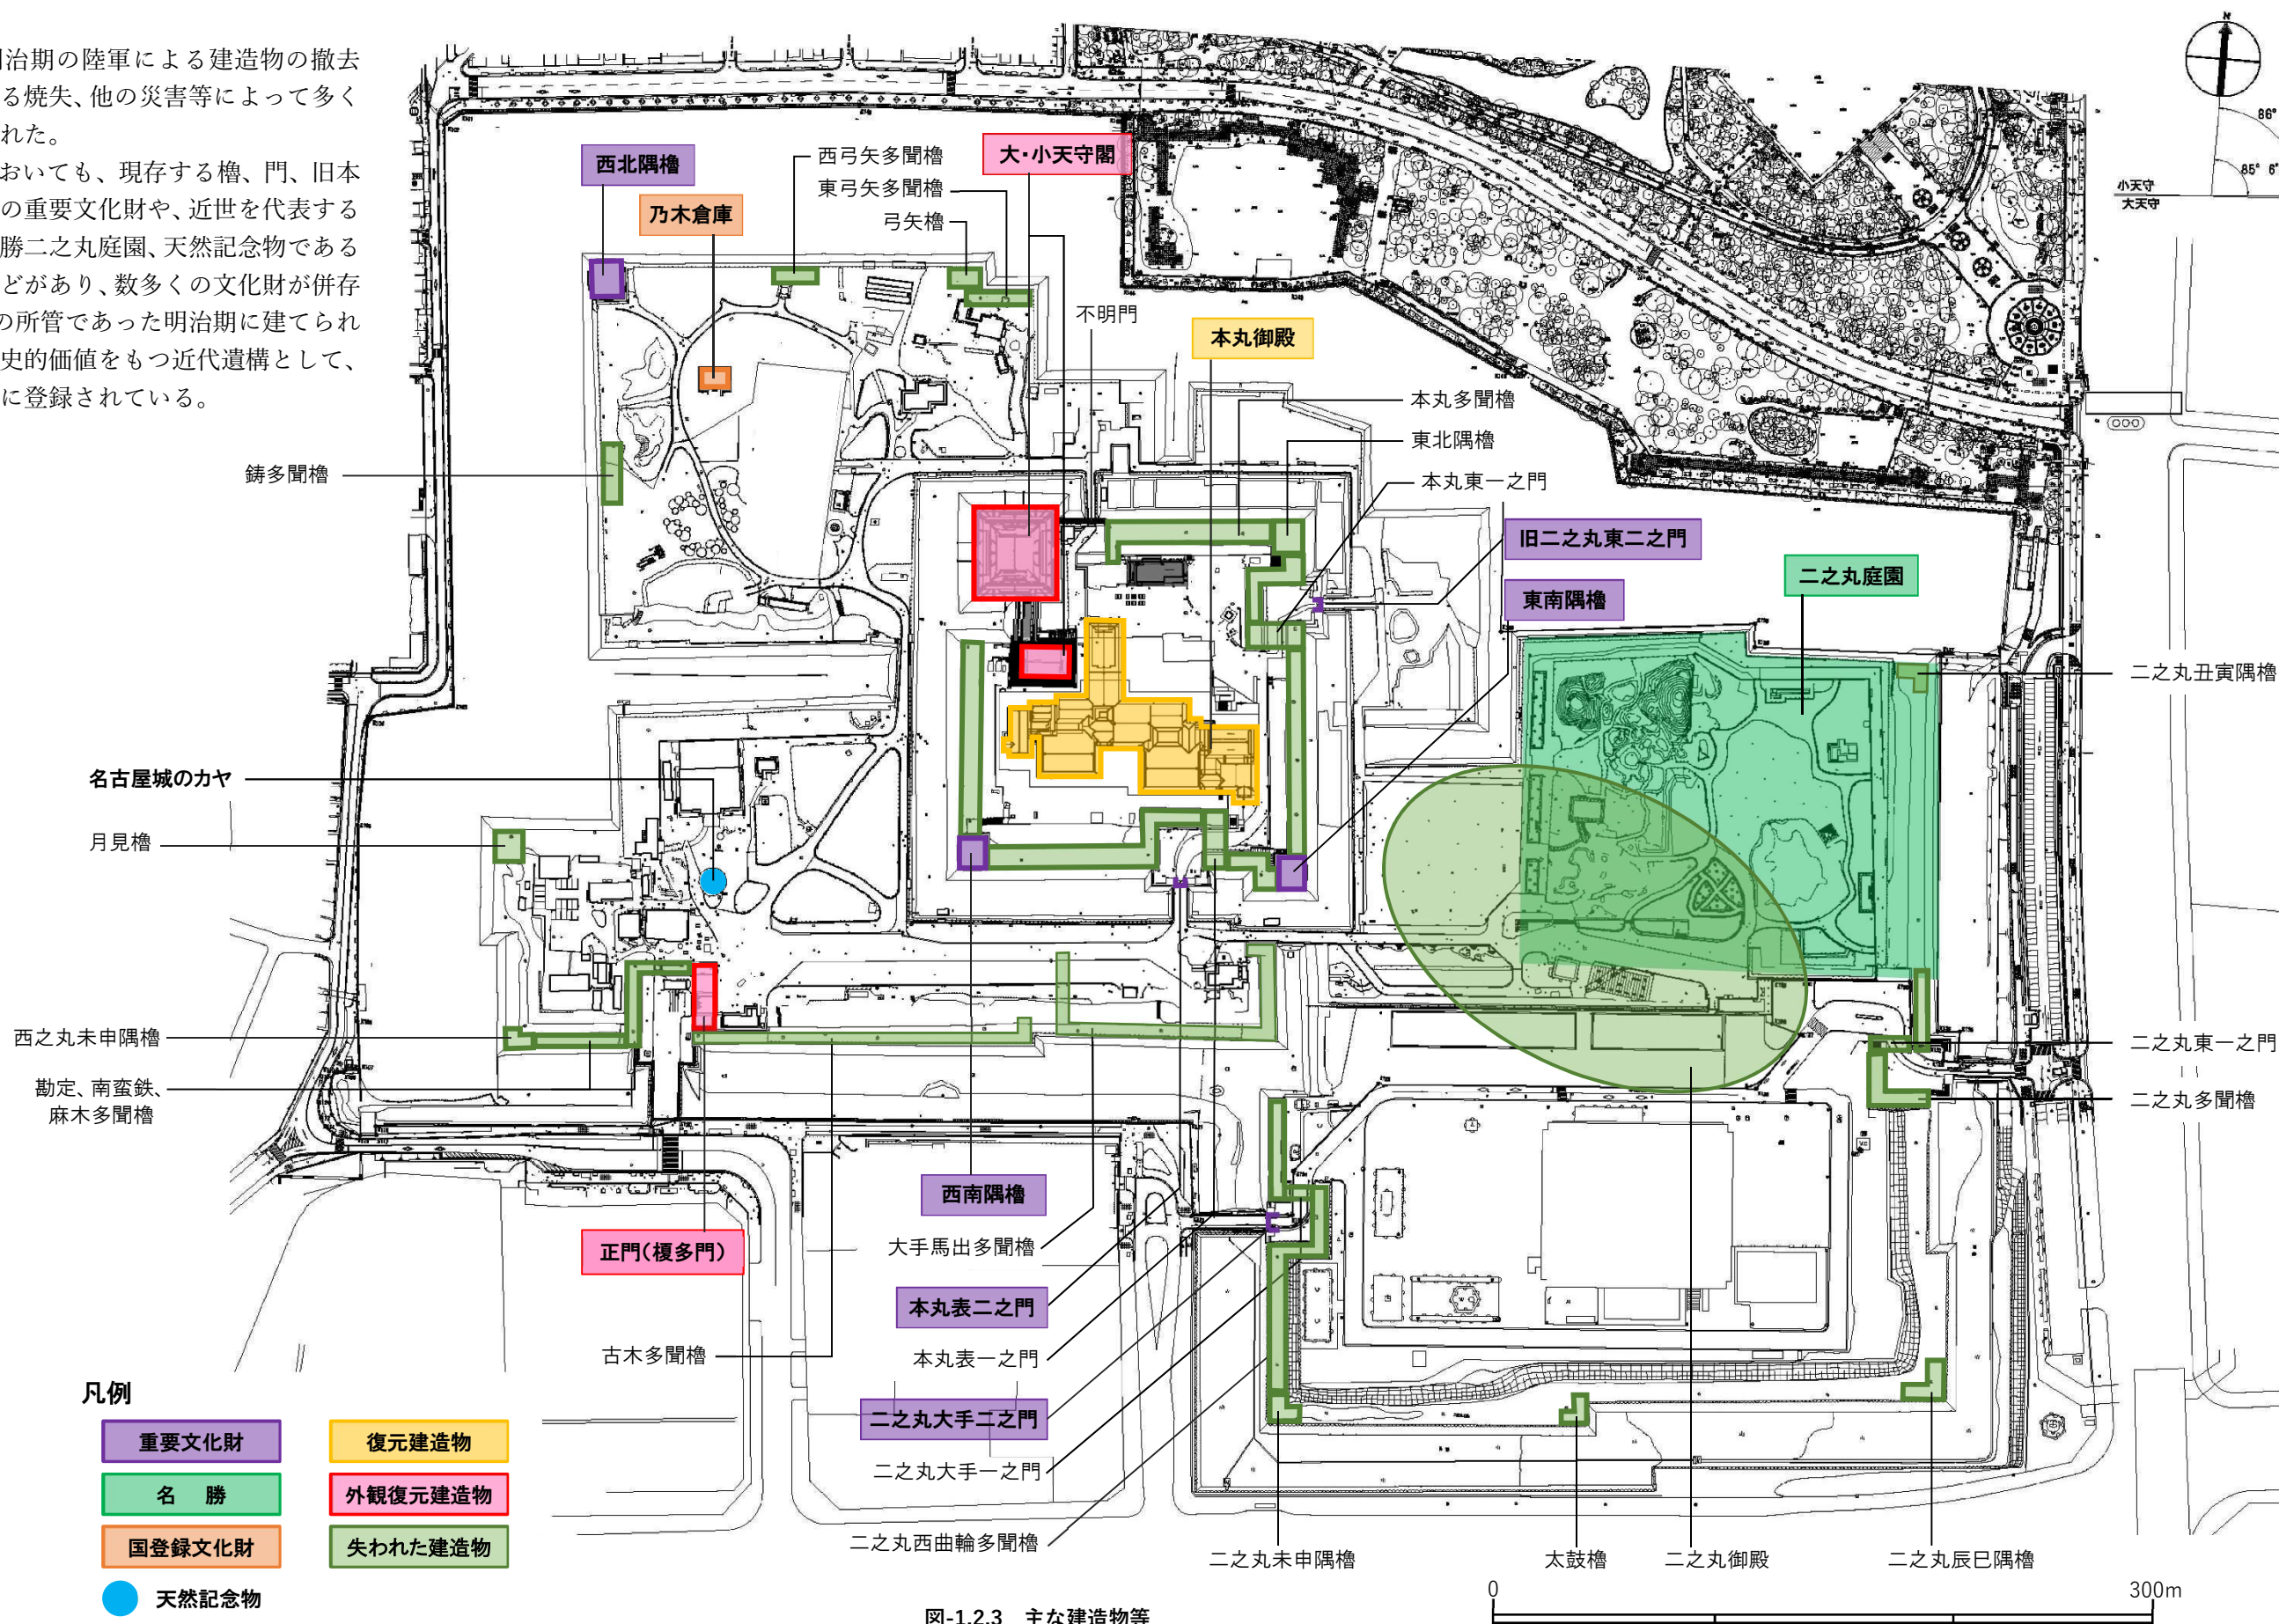 明治期の陸軍による建造物の撤去
る焼失、他の災害等によって多く
れた。
おいても、現存する櫓、門、旧本
の重要文化財や、近世を代表する
勝二之丸庭園、天然記念物である
どがあり、数多くの文化財が併存
の所管であった明治期に建てられ
史的価値をもつ近代遺構として、
に登録されている。
N
86°
85° 6'
小天守
大天守
西北隅櫓
乃木倉庫
西弓矢多聞櫓
東弓矢多聞櫓
弓矢櫓
大・小天守閣
不明門
本丸御殿
本丸多聞櫓
東北隅櫓
本丸東一之門
旧二之丸東二之門
東南隅櫓
二之丸庭園
鋳多聞櫓
二之丸丑寅隅櫓
名古屋城のカヤ
月見櫓
西之丸未申隅櫓
勘定、南蛮鉄、
麻木多聞櫓
二之丸東一之門
二之丸多聞櫓
西南隅櫓
大手馬出多聞櫓
正門(榎多門)
本丸表二之門
古木多聞櫓
本丸表一之門
二之丸大手二之門
二之丸大手一之門
二之丸西曲輪多聞櫓
二之丸未申隅櫓
太鼓櫓
二之丸御殿
二之丸辰巳隅櫓
凡例
重要文化財
復元建造物
名 勝
外観復元建造物
国登録文化財
失われた建造物
天然記念物
0
300m
図-1.2.3 主な建造物等